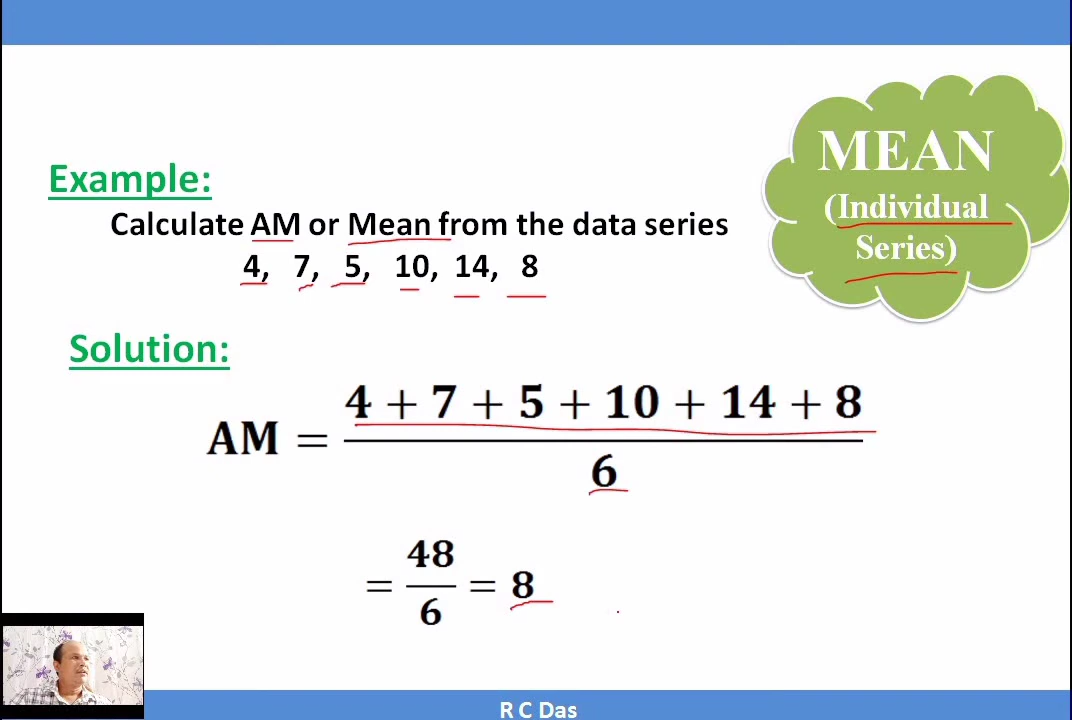 MEAN
(Individual
Series)
Example:
Calculate AM or Mean from the data series
4, 7, 5, 10, 14, 8
Solution:
AM = 4 + 7 + 5 + 10 + 14 + 8
6
= 48
6
= 8
R C Das